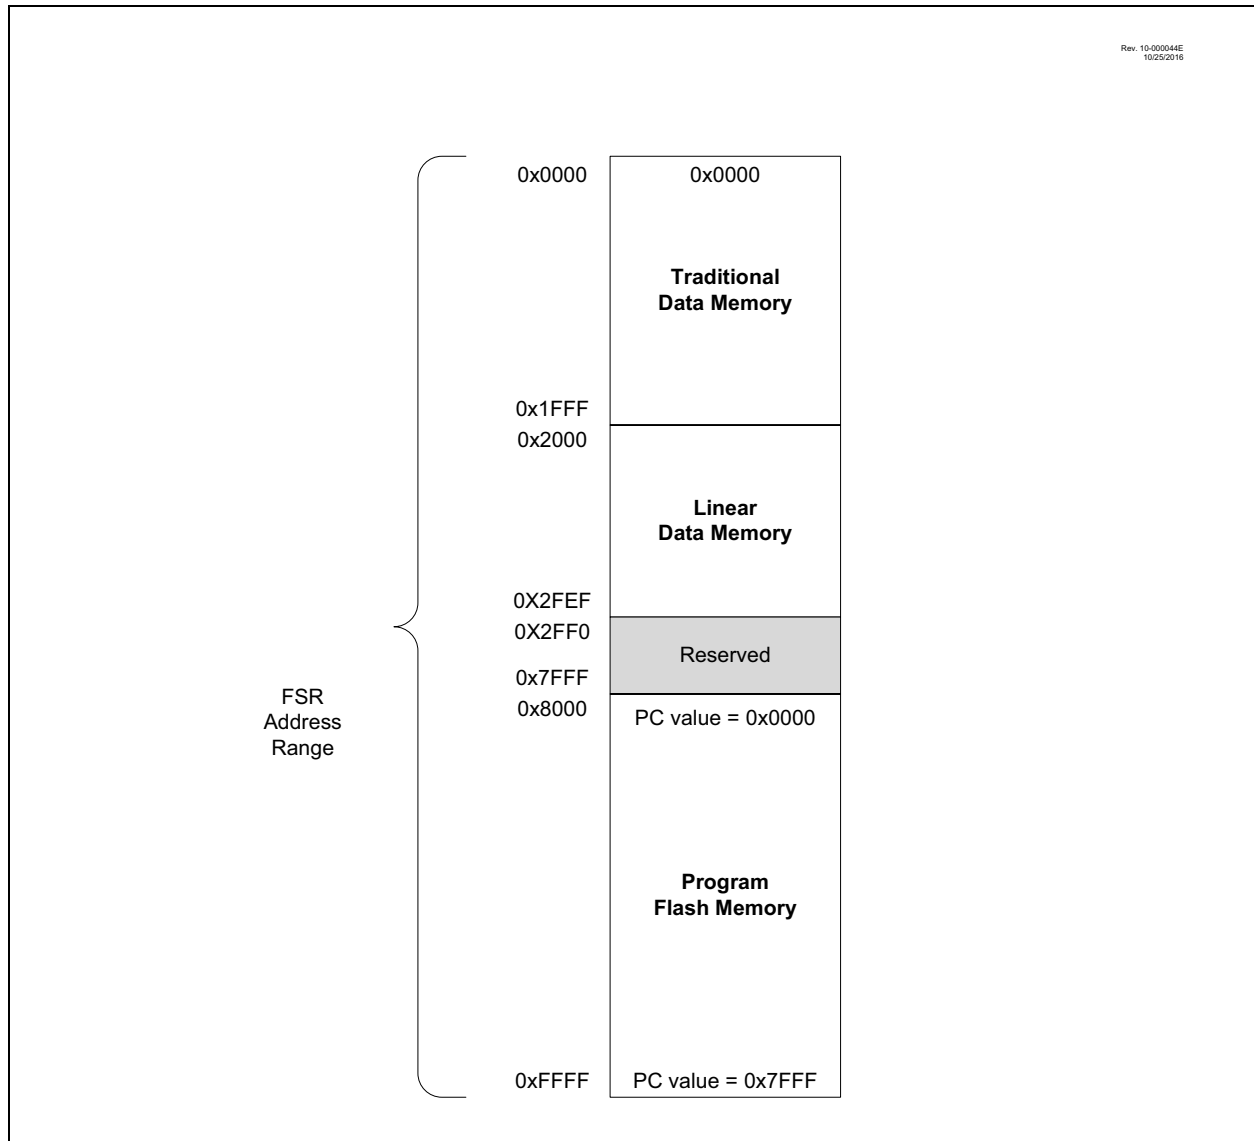 Rev. 10-000044E
10/25/2016
0x0000
0x0000
Traditional
Data Memory
0x1FFF
0x2000
Linear
Data Memory
0X2FEF
0X2FF0
Reserved
0x7FFF
0x8000
PC value = 0x0000
FSR
Address
Range
Program
Flash Memory
0xFFFF
PC value = 0x7FFF